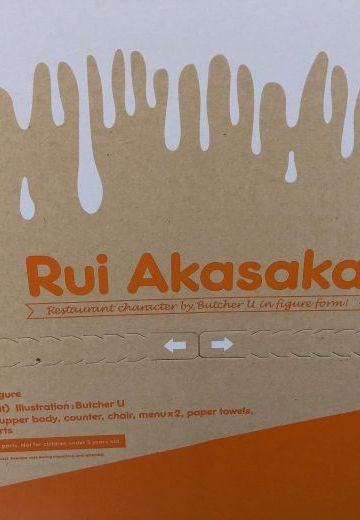 Rui Akasaka
Restaurant character by Butcher U in figure form!
gure
t) Illustration:Butcher U
upper body, counter, chair, menu×2, paper towels,
rts
parts. Not for children under 3 years old.